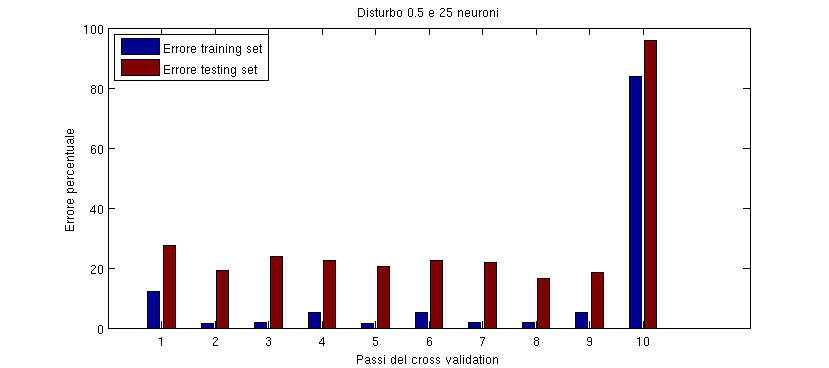 Disturbo 0.5 e 25 neuroni
Errore training set
Errore testing set
Errore percentuale
100
80
60
40
20
0
1 2 3 4 5 6 7 8 9 10
Passi del cross validation